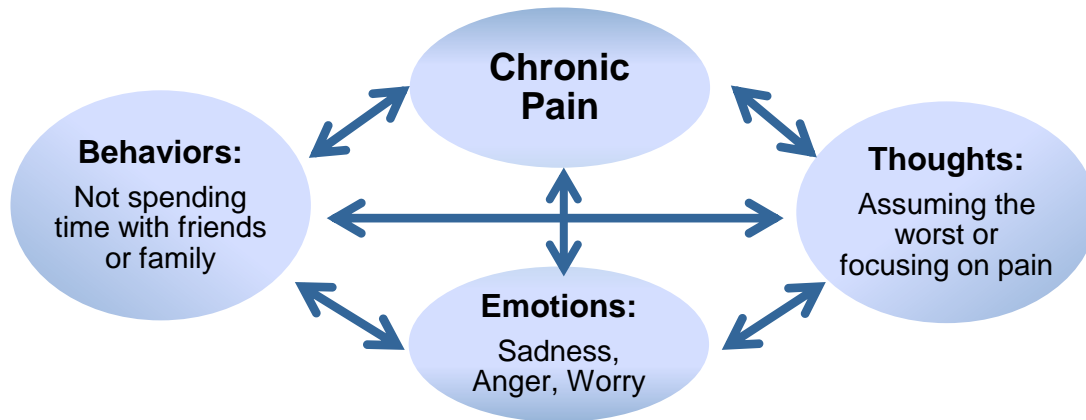 Chronic
Pain
Behaviors:
Not spending
time with friends
or family
Thoughts:
Assuming the
worst or
focusing on pain
Emotions:
Sadness,
Anger, Worry